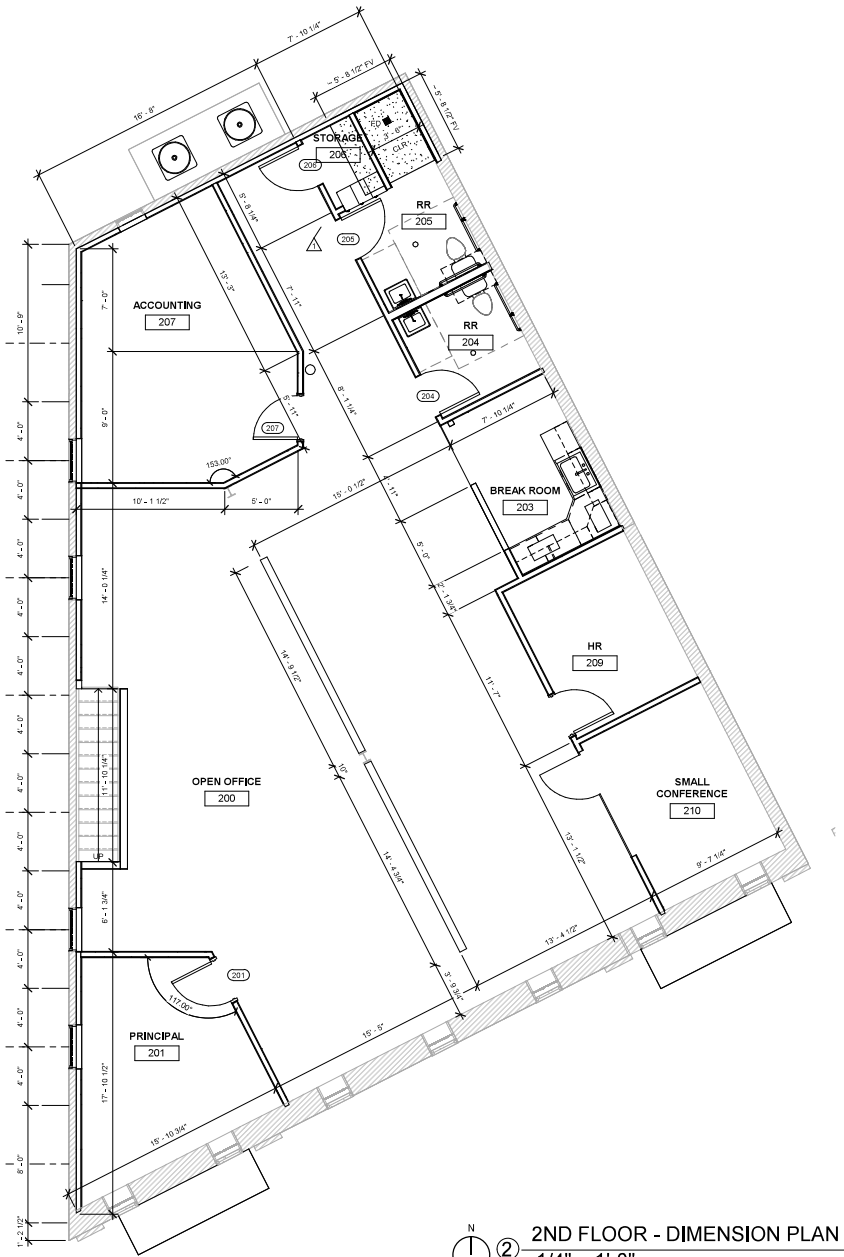 7' - 10 1/4"
16' - 8"
~ 5' - 8 1/2" FV
~ 5' - 8 1/2" FV
STORAGE
206
206
FD
3' - 6"
CLR.
5' - 8 1/4"
RR
205
205
1
13' - 3"
7' - 11"
ACCOUNTING
207
7' - 0"
10' - 9"
RR
204
204
8' - 1 1/4"
5' - 11"
9' - 0"
207
7' - 10 1/4"
4' - 0"
153.00°
15' - 0 1/2"
4' - 0"
10' - 1 1/2"
5' - 0"
BREAK ROOM
203
5' - 0"
4' - 0"
2' - 1 3/4"
14' - 0 1/4"
4' - 0"
14' - 9 1/2"
HR
209
4' - 0"
11' - 7"
4' - 0"
10"
OPEN OFFICE
200
11' - 10 1/4"
SMALL
CONFERENCE
210
4' - 0"
UP
14' - 4 3/4"
13' - 1 1/2"
9' - 7 1/4"
4' - 0"
6' - 1 3/4"
13' - 4 1/2"
4' - 0"
201
3' - 9 3/4"
117.00°
4' - 0"
PRINCIPAL
201
15' - 5"
4' - 0"
17' - 10 1/2"
15' - 10 3/4"
8' - 0"
1' - 2 1/2"
N
2
2ND FLOOR - DIMENSION PLAN